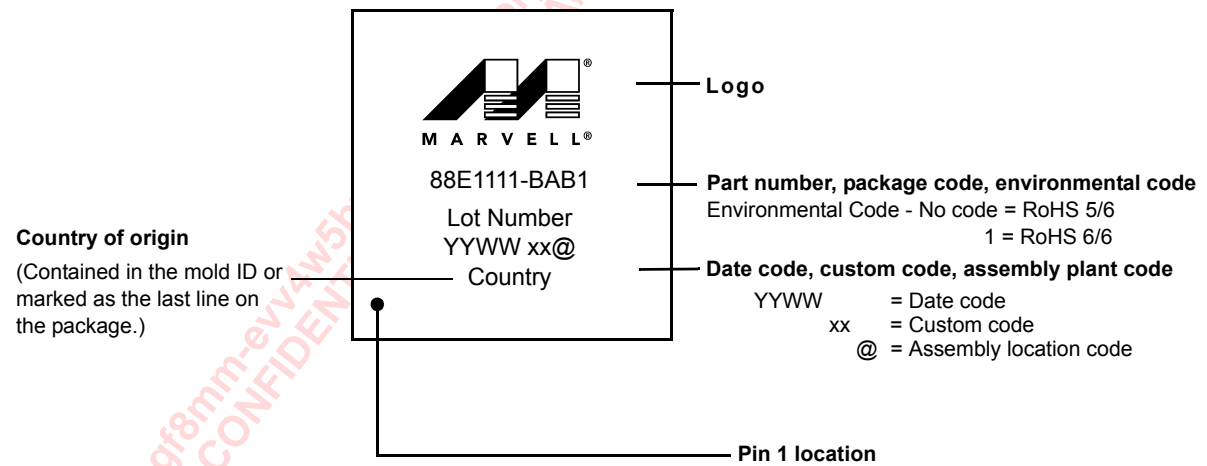 ®
MARVELL®
Logo
88E1111-BAB1
Part number, package code, environmental code
Environmental Code - No code = RoHS 5/6
1 = RoHS 6/6
Lot Number
YYWW xx@
Country
Country of origin
(Contained in the mold ID or
marked as the last line on
the package.)
Date code, custom code, assembly plant code
YYWW = Date code
xx = Custom code
@ = Assembly location code
Pin 1 location